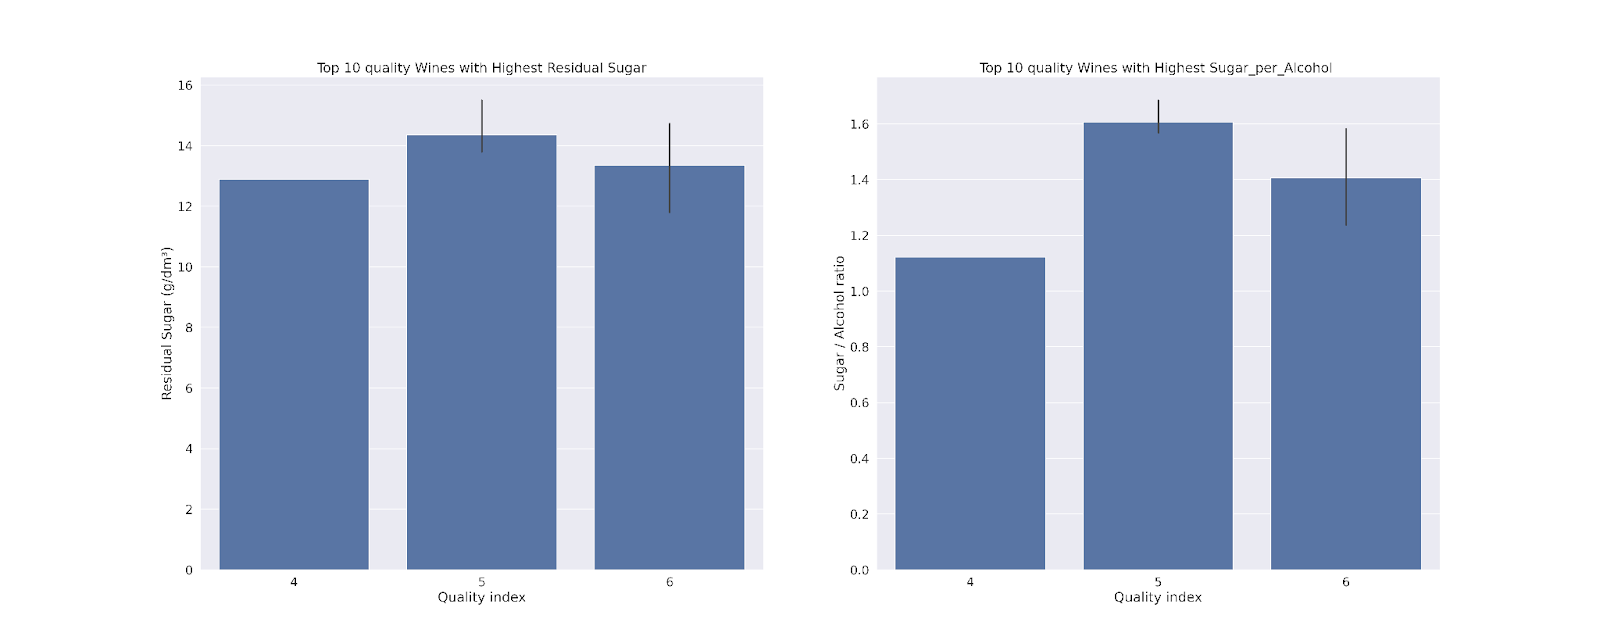 Top 10 quality Wines with Highest Residual Sugar
16
14
12
10
8
6
4
2
0
Residual Sugar (g/dm³)
4 5 6
Quality index
Top 10 quality Wines with Highest Sugar_per_Alcohol
1.6
1.4
1.2
1.0
0.8
0.6
0.4
0.2
0.0
Sugar / Alcohol ratio
4 5 6
Quality index